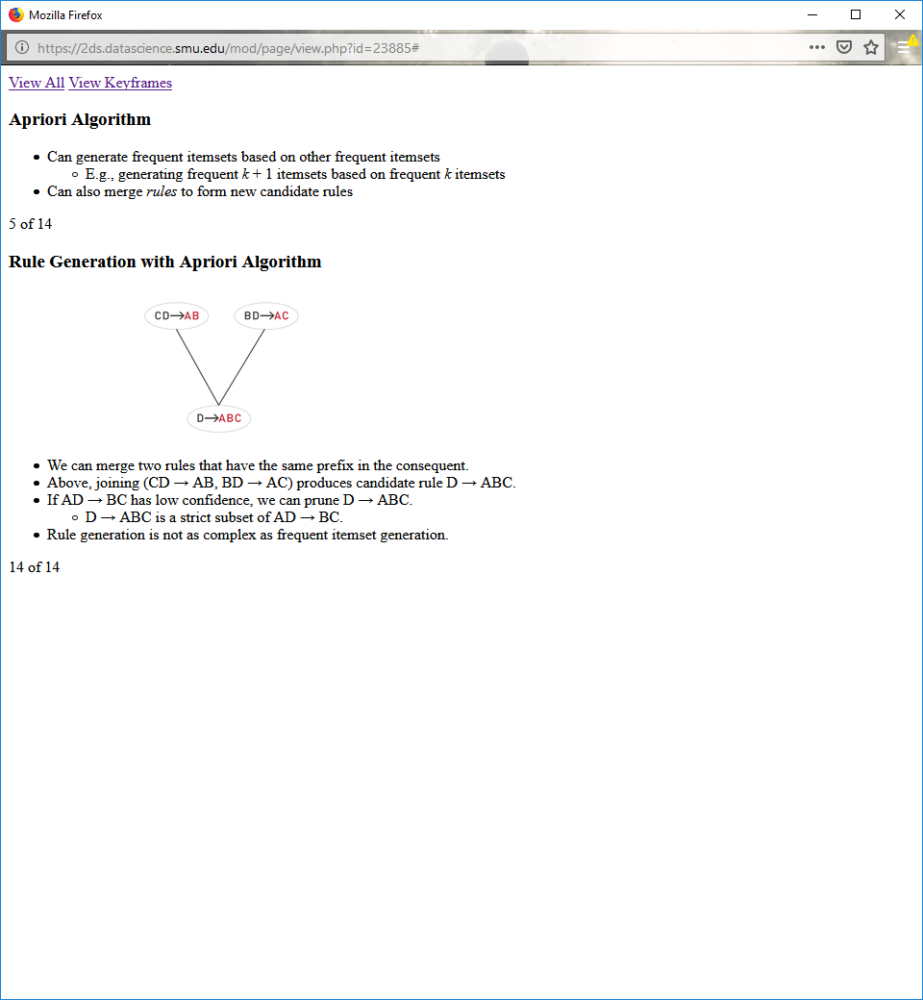 Mozilla Firefox
https://2ds.datascience.smu.edu/mod/page/view.php?id=23885#
View All View Keyframes
Apriori Algorithm
• Can generate frequent itemsets based on other frequent itemsets
◦ E.g., generating frequent k + 1 itemsets based on frequent k itemsets
• Can also merge rules to form new candidate rules
5 of 14
Rule Generation with Apriori Algorithm
CD→AB BD→AC
D→ABC
• We can merge two rules that have the same prefix in the consequent.
• Above, joining (CD → AB, BD → AC) produces candidate rule D → ABC.
• If AD → BC has low confidence, we can prune D → ABC.
◦ D → ABC is a strict subset of AD → BC.
• Rule generation is not as complex as frequent itemset generation.
14 of 14